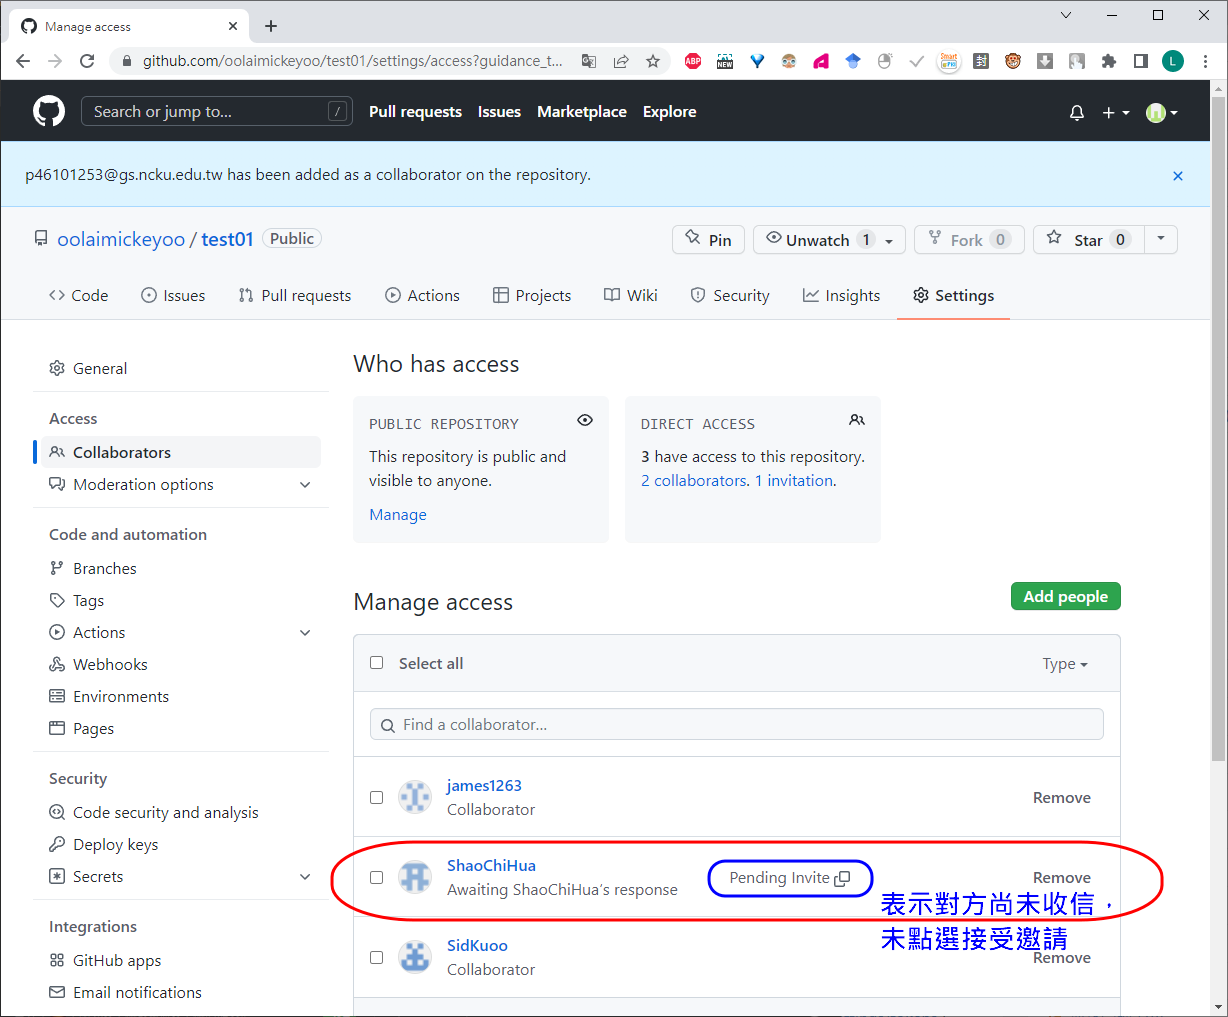 Manage access
github.com/oolaimickeyoo/test01/settings/access?guidance_t...
ABP
NEW
Smart
封
L
Search or jump to...
/
Pull requests
Issues
Marketplace
Explore
p46101253@gs.ncku.edu.tw has been added as a collaborator on the repository.
oolaimickeyoo / test01 Public
Pin
Unwatch 1
Fork 0
Star 0
Code
Issues
Pull requests
Actions
Projects
Wiki
Security
Insights
Settings
General
Access
Collaborators
Moderation options
Code and automation
Branches
Tags
Actions
Webhooks
Environments
Pages
Security
Code security and analysis
Deploy keys
Secrets
Integrations
GitHub apps
Email notifications
Who has access
PUBLIC REPOSITORY
This repository is public and
visible to anyone.
Manage
DIRECT ACCESS
3 have access to this repository.
2 collaborators. 1 invitation.
Manage access
Add people
Select all
Type
Find a collaborator...
james1263
Collaborator
Remove
ShaoChiHua
Awaiting ShaoChiHua's response
Pending Invite
Remove
表示對方尚未收信，
未點選接受邀請
SidKuoo
Collaborator
Remove